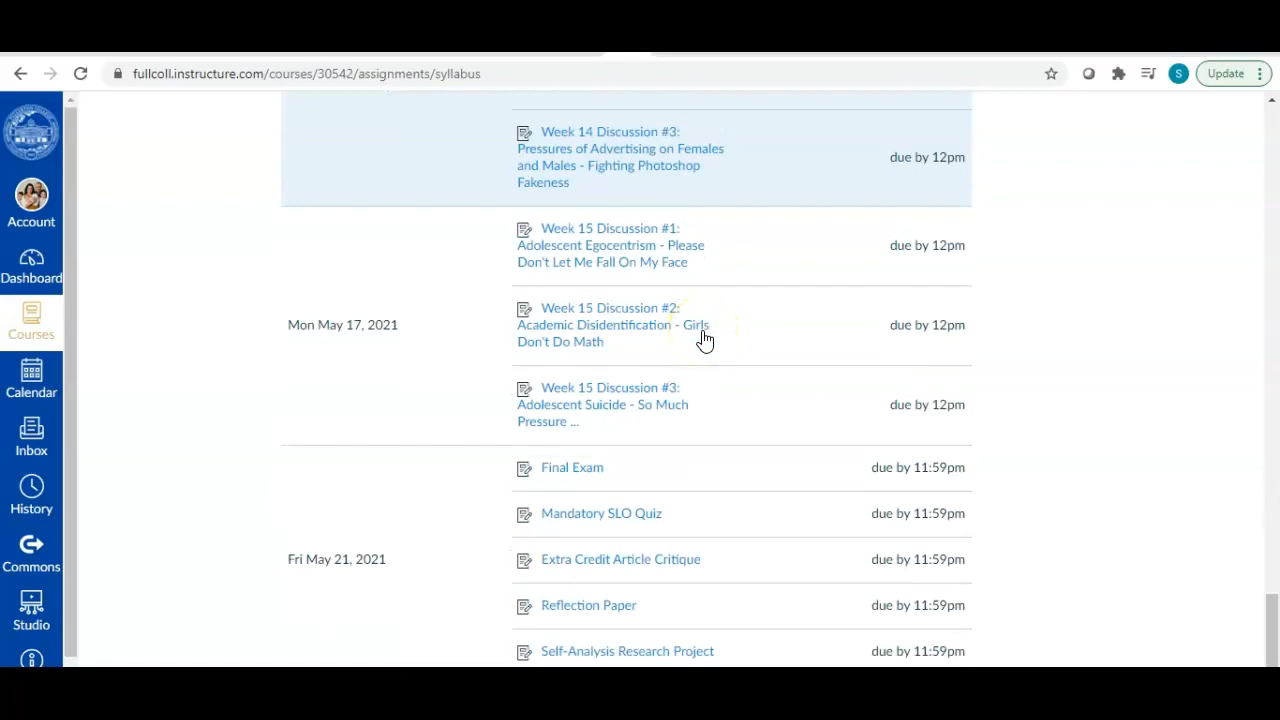 fullcoll.instructure.com/courses/30542/assignments/syllabus
S
Update
Account
Dashboard
Courses
Calendar
Inbox
History
Commons
Studio
Week 14 Discussion #3:
Pressures of Advertising on Females
and Males - Fighting Photoshop
Fakeness
due by 12pm
Mon May 17, 2021
Week 15 Discussion #1:
Adolescent Egocentrism - Please
Don't Let Me Fall On My Face
due by 12pm
Week 15 Discussion #2:
Academic Disidentification - Girls
Don't Do Math
due by 12pm
Week 15 Discussion #3:
Adolescent Suicide - So Much
Pressure ...
due by 12pm
Fri May 21, 2021
Final Exam
due by 11:59pm
Mandatory SLO Quiz
due by 11:59pm
Extra Credit Article Critique
due by 11:59pm
Reflection Paper
due by 11:59pm
Self-Analysis Research Project
due by 11:59pm